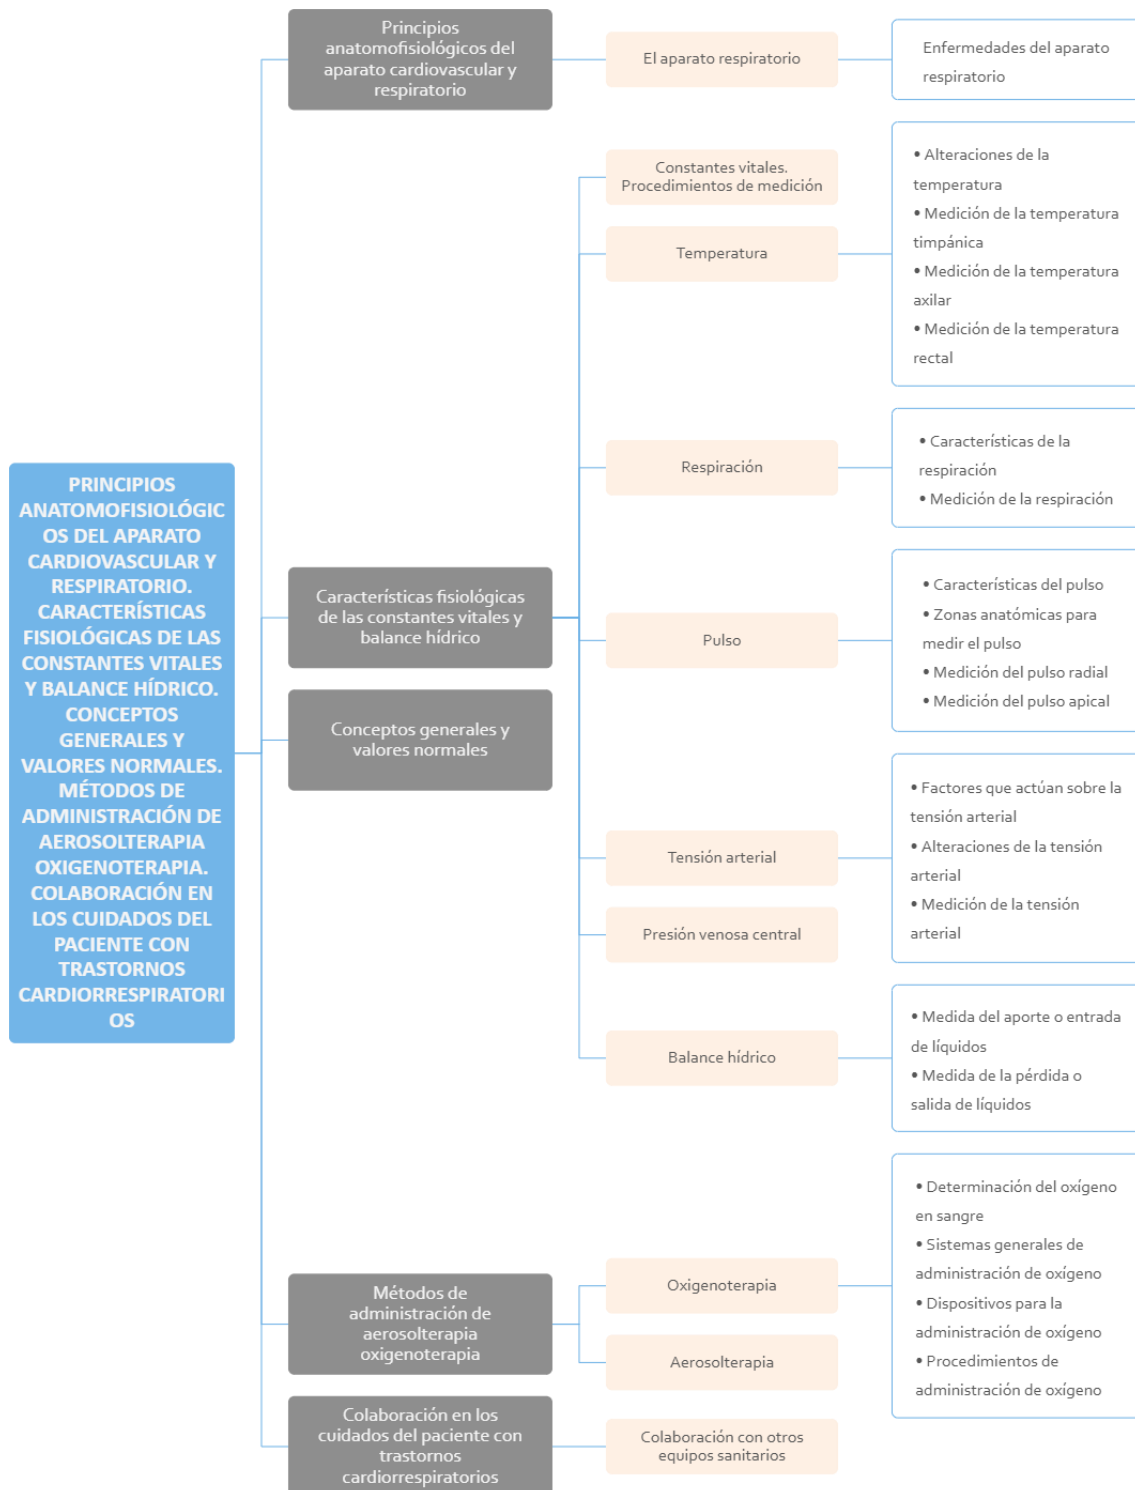 PRINCIPIOS
ANATOMOFISIOLÓGIC
OS DEL APARATO
CARDIOVASCULAR Y
RESPIRATORIO.
CARACTERÍSTICAS
FISIOLÓGICAS DE LAS
CONSTANTES VITALES
Y BALANCE HÍDRICO.
CONCEPTOS
GENERALES Y
VALORES NORMALES.
MÉTODOS DE
ADMINISTRACIÓN DE
AEROSOLTERAPIA
OXIGENOTERAPIA.
COLABORACIÓN EN
LOS CUIDADOS DEL
PACIENTE CON
TRASTORNOS
CARDIORRESPIRATORI
OS
Principios
anatomofisiológicos del
aparato cardiovascular y
respiratorio
El aparato respiratorio
Enfermedades del aparato
respiratorio
Características fisiológicas
de las constantes vitales y
balance hídrico
Constantes vitales.
Procedimientos de medición
Temperatura
• Alteraciones de la
temperatura
• Medición de la temperatura
timpánica
• Medición de la temperatura
axilar
• Medición de la temperatura
rectal
Respiración
• Características de la
respiración
• Medición de la respiración
Pulso
• Características del pulso
• Zonas anatómicas para
medir el pulso
• Medición del pulso radial
• Medición del pulso apical
Tensión arterial
• Factores que actúan sobre la
tensión arterial
• Alteraciones de la tensión
arterial
• Medición de la tensión
arterial
Presión venosa central
Balance hídrico
• Medida del aporte o entrada
de líquidos
• Medida de la pérdida o
salida de líquidos
Conceptos generales y
valores normales
Métodos de
administración de
aerosolterapia
oxigenoterapia
Oxigenoterapia
• Determinación del oxígeno
en sangre
• Sistemas generales de
administración de oxígeno
• Dispositivos para la
administración de oxígeno
• Procedimientos de
administración de oxígeno
Aerosolterapia
Colaboración en los
cuidados del paciente con
trastornos
cardiorrespiratorios
Colaboración con otros
equipos sanitarios